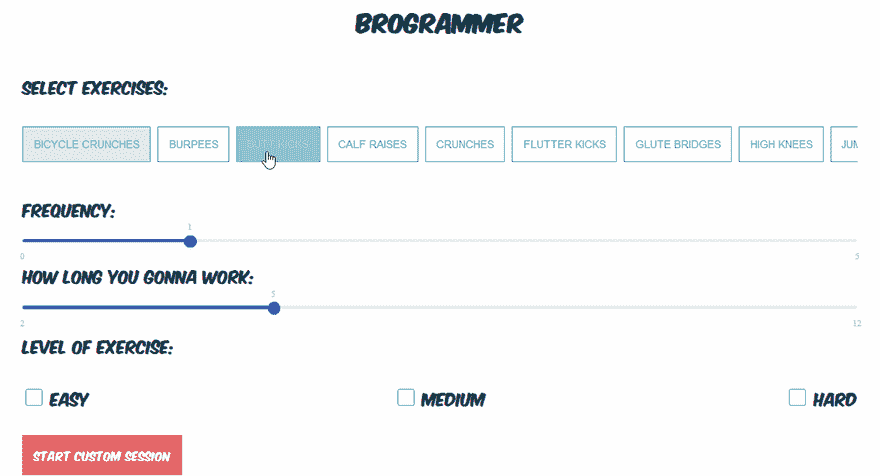 BROGRAMMER
SELECT EXERCISES:
BICYCLE CRUNCHES BURPEES CALF RAISES CRUNCHES FLUTTER KICKS GLUTE BRIDGES HIGH KNEES JUM
FREQUENCY:
1
0 5
HOW LONG YOU GONNA WORK:
5
2 12
LEVEL OF EXERCISE:
EASY MEDIUM HARD
START CUSTOM SESSION